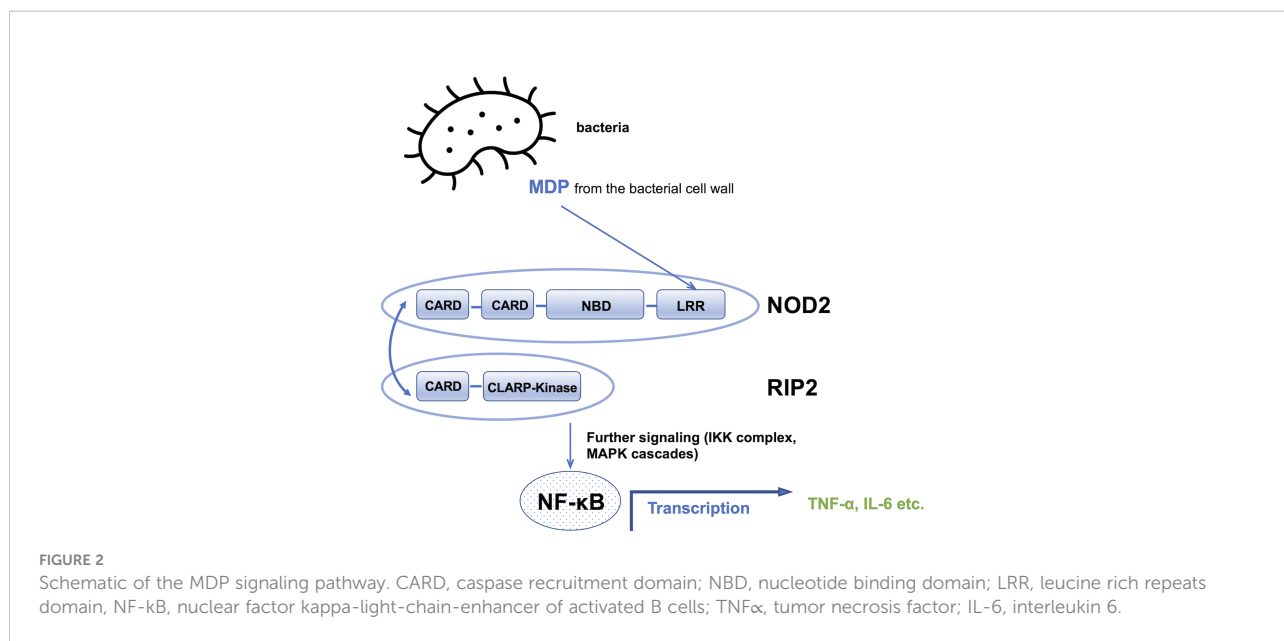 bacteria
MDP from the bacterial cell wall
CARD CARD NBD LRR NOD2
CARD CLARP-Kinase RIP2
Further signaling (IKK complex,
MAPK cascades)
NF-κB
Transcription
TNF-α, IL-6 etc.
FIGURE 2
Schematic of the MDP signaling pathway. CARD, caspase recruitment domain; NBD, nucleotide binding domain; LRR, leucine rich repeats
domain, NF-kB, nuclear factor kappa-light-chain-enhancer of activated B cells; TNF∝, tumor necrosis factor; IL-6, interleukin 6.